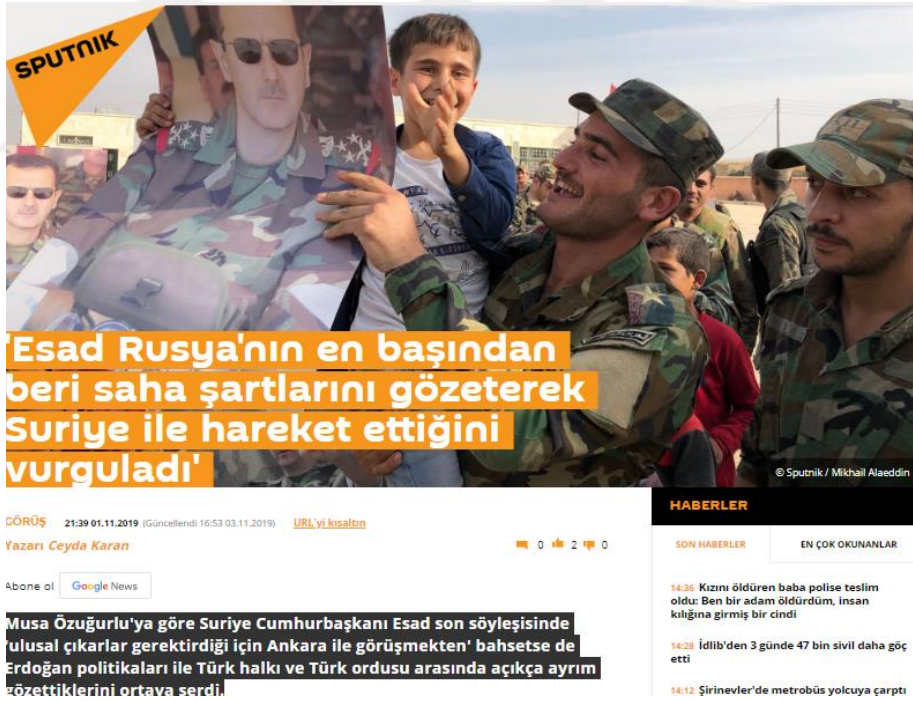 SPUTNIK
'Esad Rusya'nın en başından
beri saha şartlarını gözeterek
Suriye ile hareket ettiğini
vurguladı'
© Sputnik / Mikhail Alaeddin
GÖRÜŞ
21:39 01.11.2019 (Güncellendi 16:53 03.11.2019)
URL'yi kısaltın
Yazarı Ceyda Karan
0 2 0
Abone ol Google News
Musa Özuğurlu'ya göre Suriye Cumhurbaşkanı Esad son söyleşisinde
'ulusal çıkarlar gerektirdiği için Ankara ile görüşmekten' bahsetse de
Erdoğan politikaları ile Türk halkı ve Türk ordusu arasında açıkça ayrım
gözettiklerini ortaya serdi.
HABERLER
SON HABERLER
EN ÇOK OKUNANLAR
14:36 Kızını öldüren baba polise teslim
oldu: Ben bir adam öldürdüm, insan
kılığına girmiş bir cindi
14:28 İdlib'den 3 günde 47 bin sivil daha göç
etti
14:12 Şirinevler'de metrobüs yolcuya çarptı